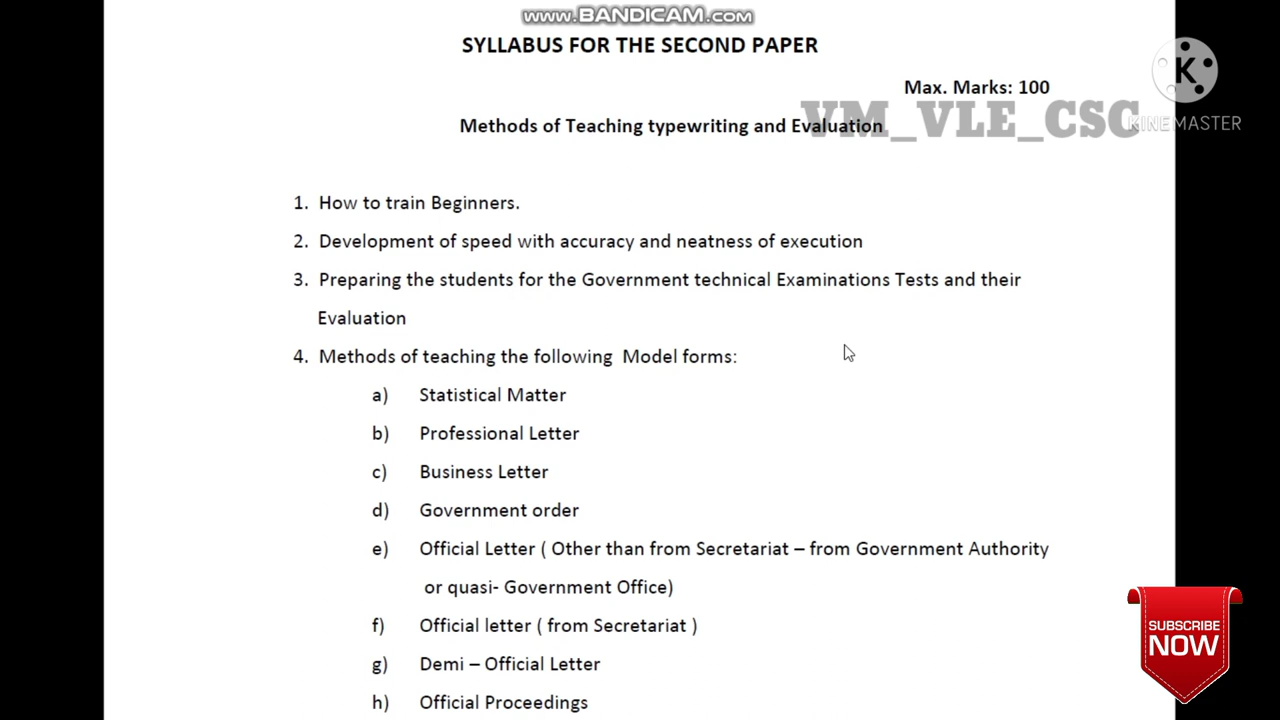 www.BANDICAM.com
SYLLABUS FOR THE SECOND PAPER
Max. Marks: 100
VM_VLE_CSC
KINEMASTER
K
Methods of Teaching typewriting and Evaluation
1. How to train Beginners.
2. Development of speed with accuracy and neatness of execution
3. Preparing the students for the Government technical Examinations Tests and their
Evaluation
4. Methods of teaching the following Model forms:
a) Statistical Matter
b) Professional Letter
c) Business Letter
d) Government order
e) Official Letter ( Other than from Secretariat – from Government Authority
or quasi- Government Office)
f) Official letter ( from Secretariat )
g) Demi – Official Letter
h) Official Proceedings
SUBSCRIBE
NOW